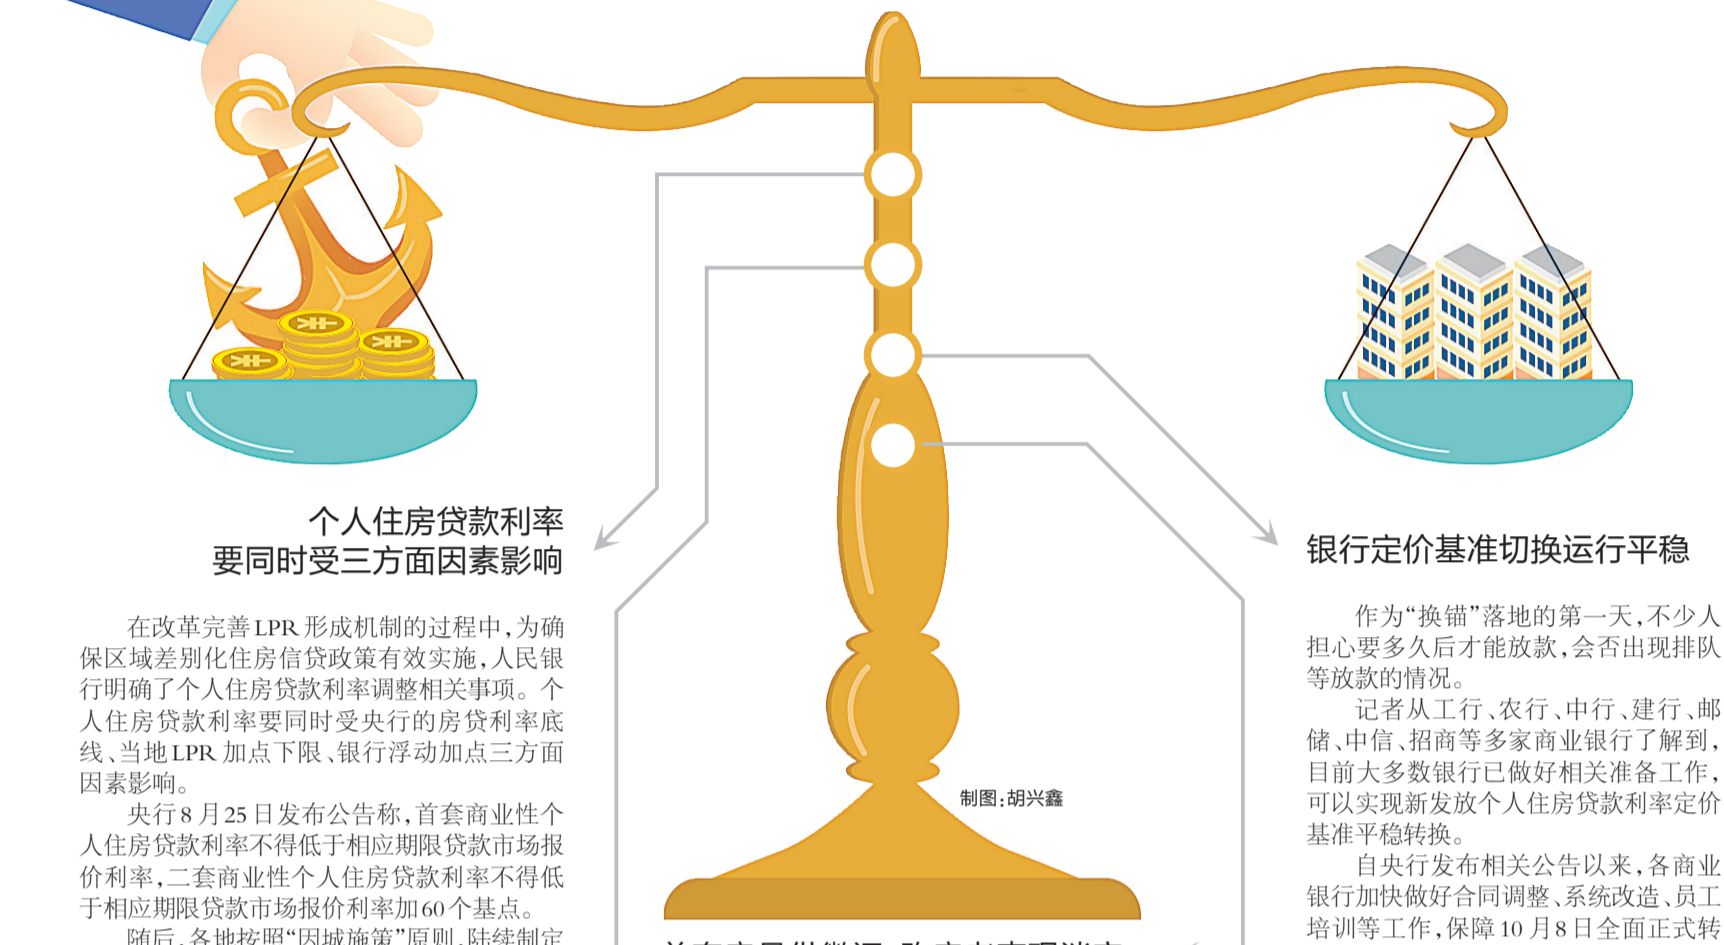 个人住房贷款利率
要同时受三方面因素影响
在改革完善LPR形成机制的过程中,为确
保区域差别化住房信贷政策有效实施,人民银
行明确了个人住房贷款利率调整相关事项。个
人住房贷款利率要同时受央行的房贷利率底
线、当地LPR加点下限、银行浮动加点三方面
因素影响。
央行8月25日发布公告称,首套商业性个
人住房贷款利率不得低于相应期限贷款市场报
价利率,二套商业性个人住房贷款利率不得低
于相应期限贷款市场报价利率加60个基点。
随后,各地按照“因城施策”原则,陆续制定
制图:胡兴鑫
银行定价基准切换运行平稳
作为“换锚”落地的第一天,不少人
担心要多久后才能放款,会否出现排队
等放款的情况。
记者从工行、农行、中行、建行、邮
储、中信、招商等多家商业银行了解到,
目前大多数银行已做好相关准备工作,
可以实现新发放个人住房贷款利率定价
基准平稳转换。
自央行发布相关公告以来,各商业
银行加快做好合同调整、系统改造、员工
培训等工作,保障10月8日全面正式转